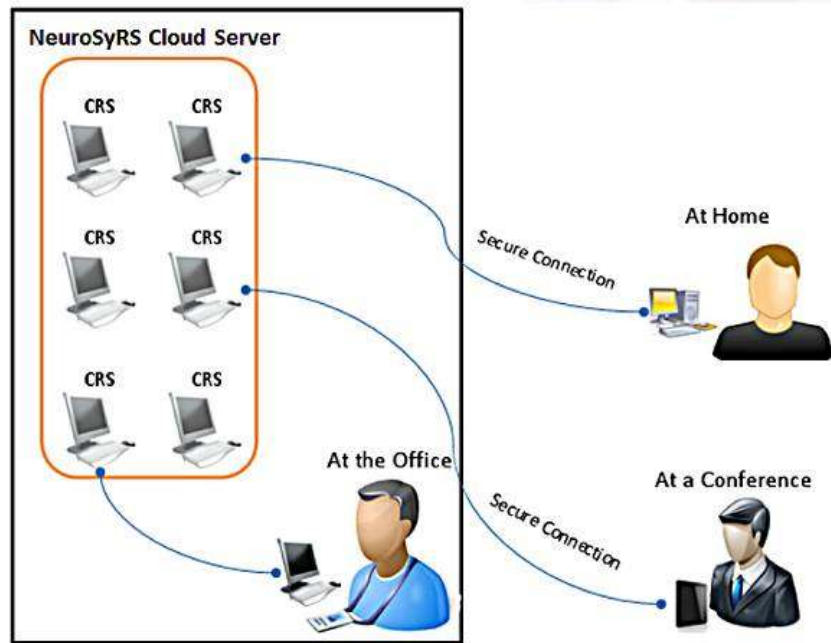 NeuroSyRS Cloud Server
CRS CRS
CRS CRS
CRS CRS
At the Office
Secure Connection
At Home
Secure Connection
At a Conference